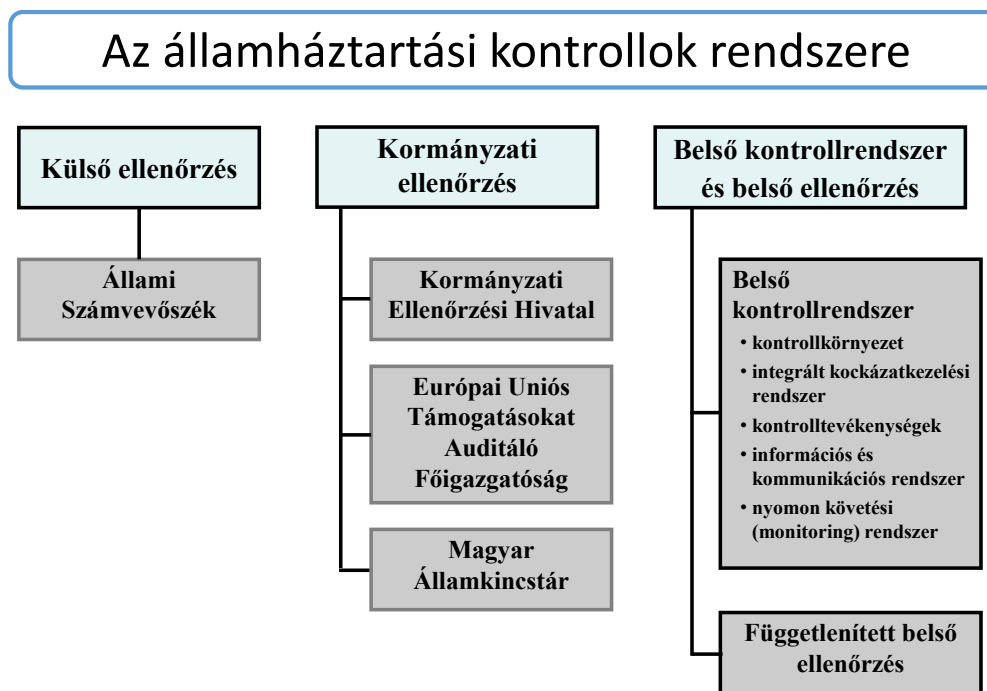 Az államháztartási kontrollok rendszere
Külső ellenőrzés
Állami
Számvevőszék
Kormányzati
ellenőrzés
Kormányzati
Ellenőrzési Hivatal
Európai Uniós
Támogatásokat
Auditáló
Főigazgatóság
Magyar
Államkincstár
Belső kontrollrendszer
és belső ellenőrzés
Belső
kontrollrendszer
• kontrollkörnyezet
• integrált kockázatkezelési
rendszer
• kontrolltevékenységek
• információs és
kommunikációs rendszer
• nyomon követési
(monitoring) rendszer
Függetlenített belső
ellenőrzés